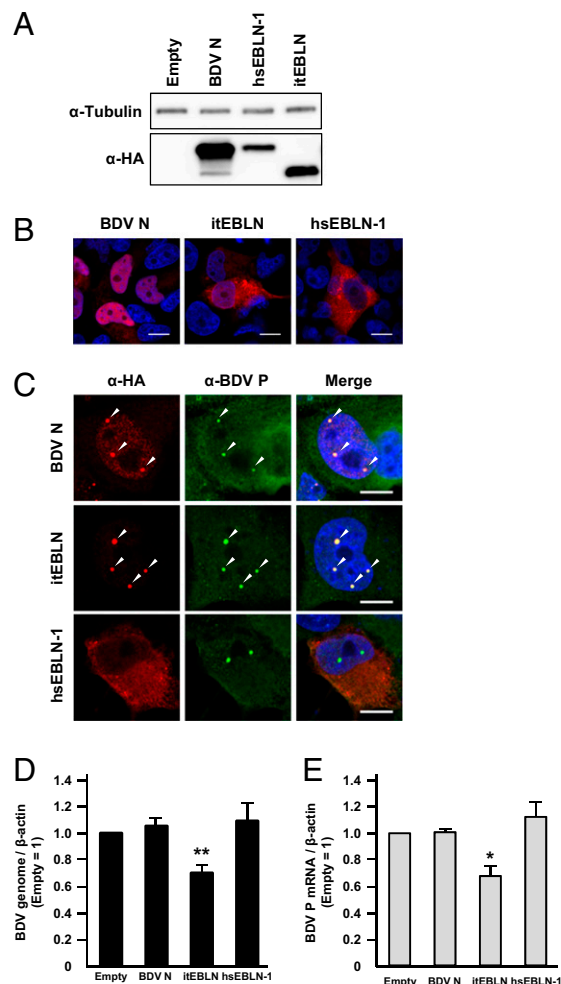 A
Empty
BDV N
hsEBLN-1
itEBLN
α-Tubulin
α-HA
B
BDV N
itEBLN
hsEBLN-1
C
α-HA
α-BDV P
Merge
BDV N
itEBLN
hsEBLN-1
D
BDV genome / β-actin
(Empty = 1)
1.4
1.2
1.0
0.8
0.6
0.4
0.2
0
**
Empty
BDV N
itEBLN
hsEBLN-1
E
BDV P mRNA / β-actin
(Empty = 1)
1.4
1.2
1.0
0.8
0.6
0.4
0.2
0
*
Empty
BDV N
itEBLN
hsEBLN-1